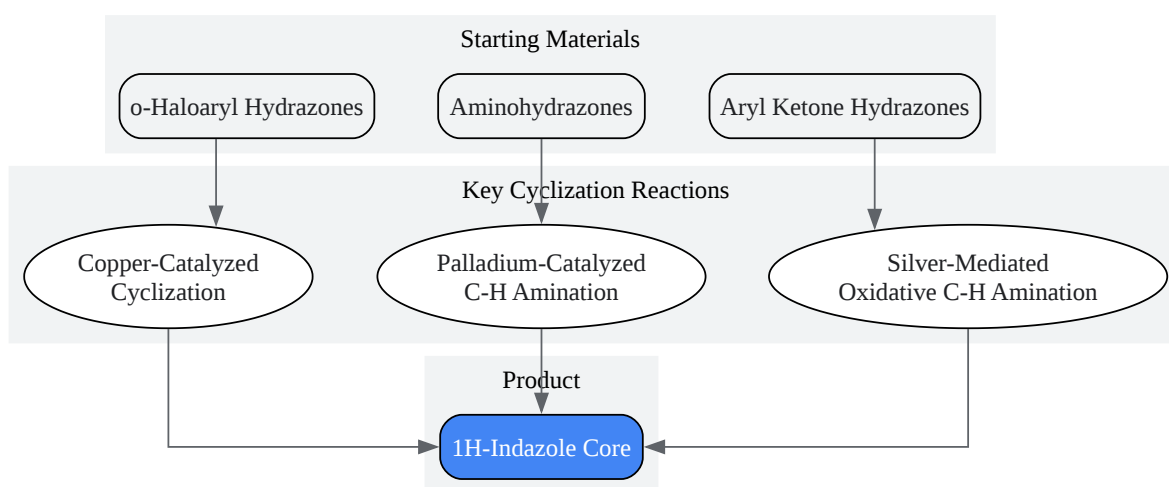 Starting Materials
o-Haloaryl Hydrazones
Aminohydrazones
Aryl Ketone Hydrazones
Key Cyclization Reactions
Copper-Catalyzed
Cyclization
Palladium-Catalyzed
C-H Amination
Silver-Mediated
Oxidative C-H Amination
Product
1H-Indazole Core